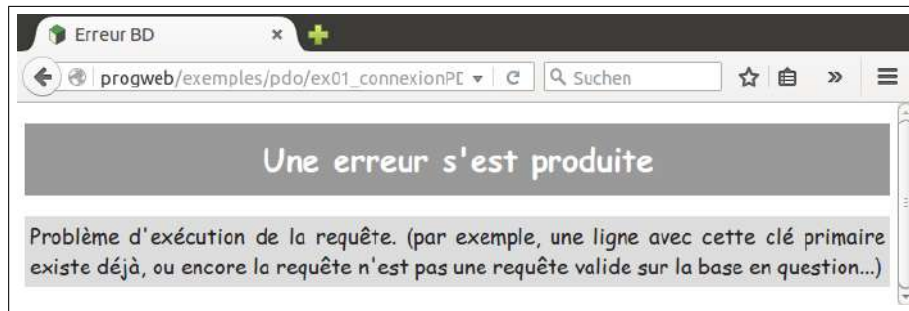 Erreur BD
progweb/exemples/pdo/ex01_connexionPD
Suchen
Une erreur s'est produite
Problème d'exécution de la requête. (par exemple, une ligne avec cette clé primaire
existe déjà, ou encore la requête n'est pas une requête valide sur la base en question...)